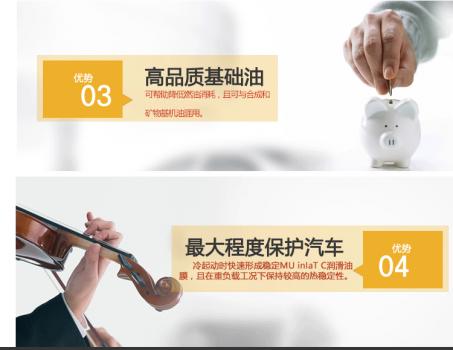 优势
03
高品质基础油
可帮助降低燃油消耗，且可与合成和
矿物基机油混用。
最大程度保护汽车
冷起动时快速形成稳定MU inlaT C润滑油
膜，且在重负载工况下保持较高的热稳定性。
优势
04